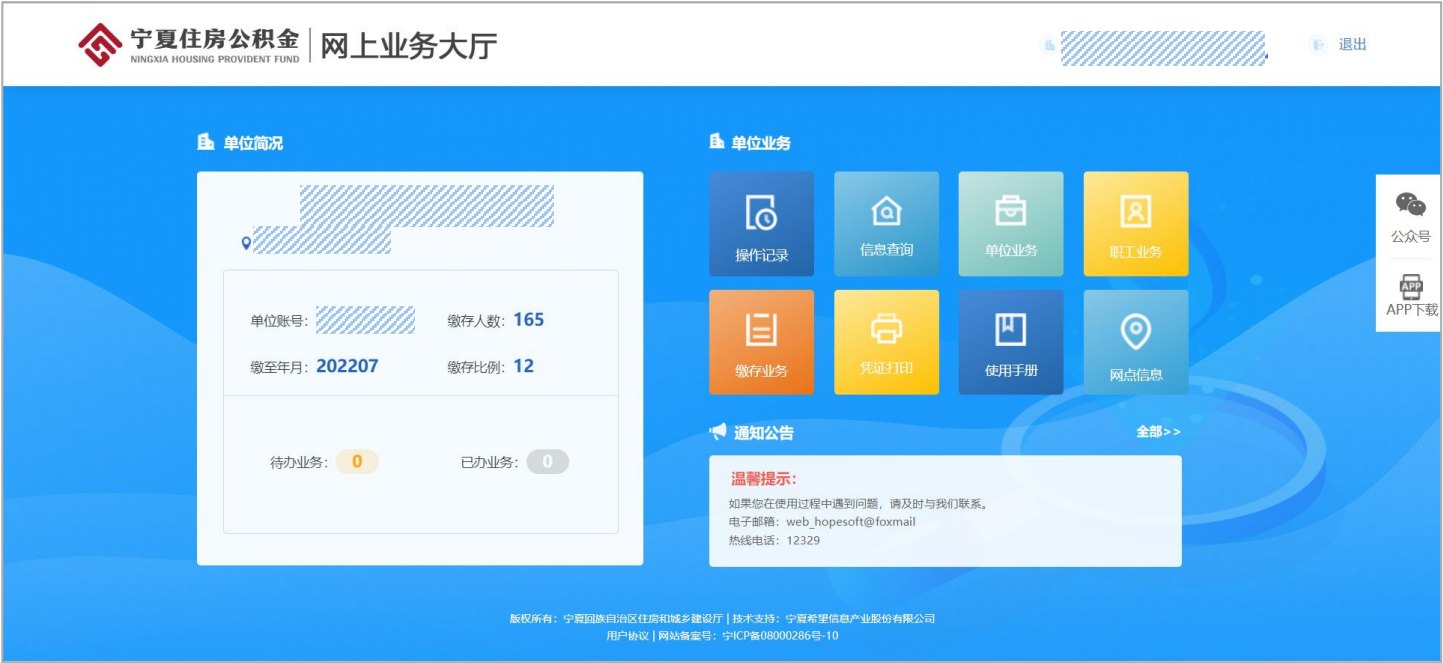 宁夏住房公积金
NINGXIA HOUSING PROVIDENT FUND
网上业务大厅
退出
单位简况
单位账号：
缴存人数：165
缴至年月：202207
缴存比例：12
待办业务：0
已办业务：0
单位业务
操作记录
信息查询
单位业务
职工业务
缴存业务
凭证打印
使用手册
网点信息
通知公告
全部>>
温馨提示：
如果您在使用过程中遇到问题，请及时与我们联系。
电子邮箱：web_hopesoft@foxmail
热线电话：12329
公众号
APP
APP下载
版权所有：宁夏回族自治区住房和城乡建设厅 | 技术支持：宁夏希望信息产业股份有限公司
用户协议 | 网站备案号：宁ICP备08000286号-10